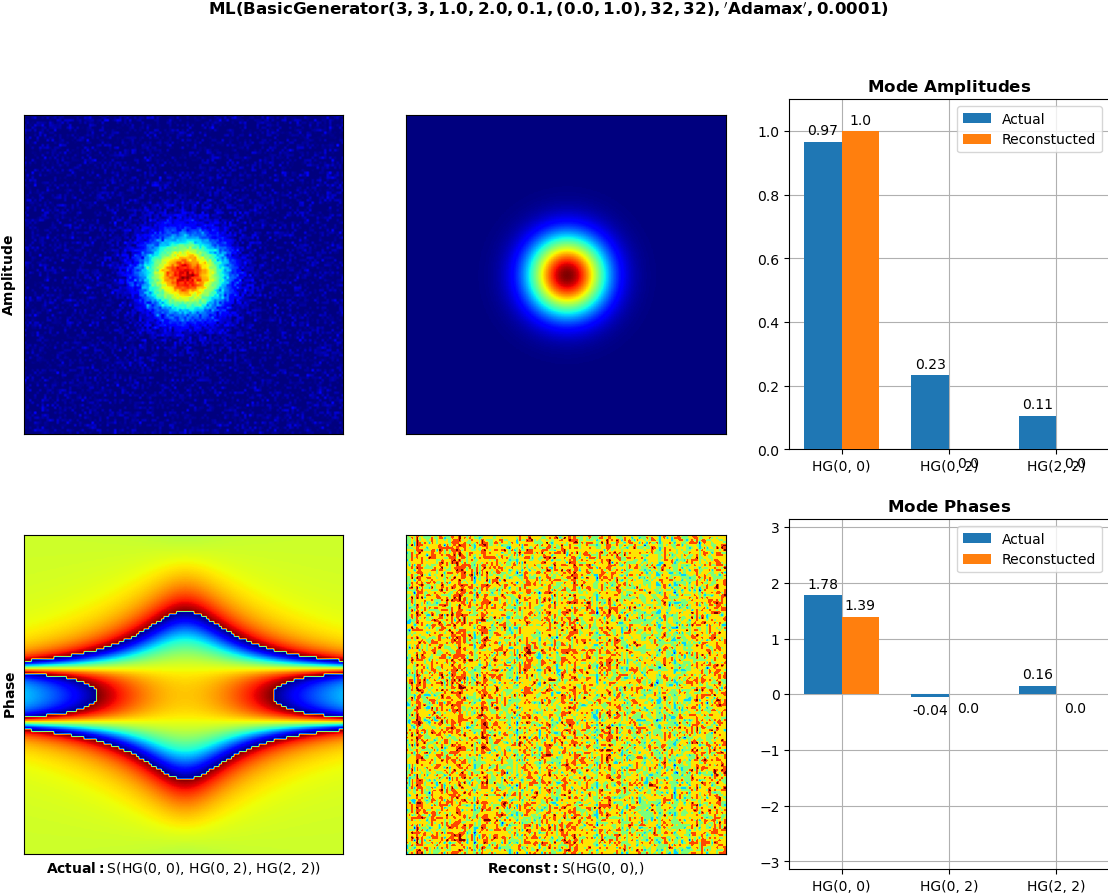 ML(BasicGenerator(3, 3, 1.0, 2.0, 0.1, (0.0, 1.0), 32, 32), 'Adamax', 0.0001)
Amplitude
Mode Amplitudes
Actual
Reconstucted
1.0
0.8
0.6
0.4
0.2
0.0
0.97
1.0
0.23
0.0
0.11
0.0
HG(0, 0)
HG(0, 2)
HG(2, 2)
Phase
Actual: S(HG(0, 0), HG(0, 2), HG(2, 2))
Reconst: S(HG(0, 0),)
Mode Phases
Actual
Reconstucted
3
2
1
0
−1
−2
−3
1.78
1.39
-0.04
0.0
0.16
0.0
HG(0, 0)
HG(0, 2)
HG(2, 2)